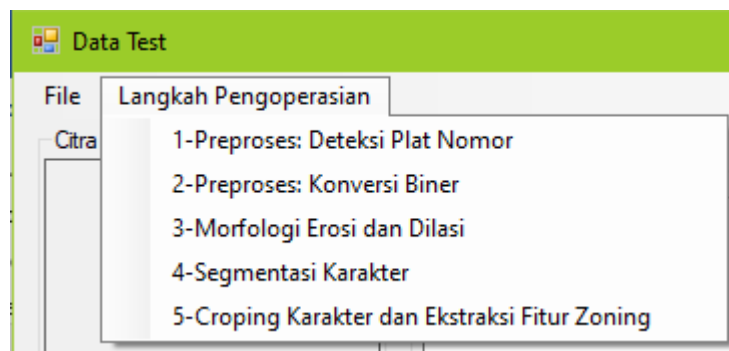 Data Test
File Langkah Pengoperasian
Citra
1-Preproses: Deteksi Plat Nomor
2-Preproses: Konversi Biner
3-Morfologi Erosi dan Dilasi
4-Segmentasi Karakter
5-Croping Karakter dan Ekstraksi Fitur Zoning